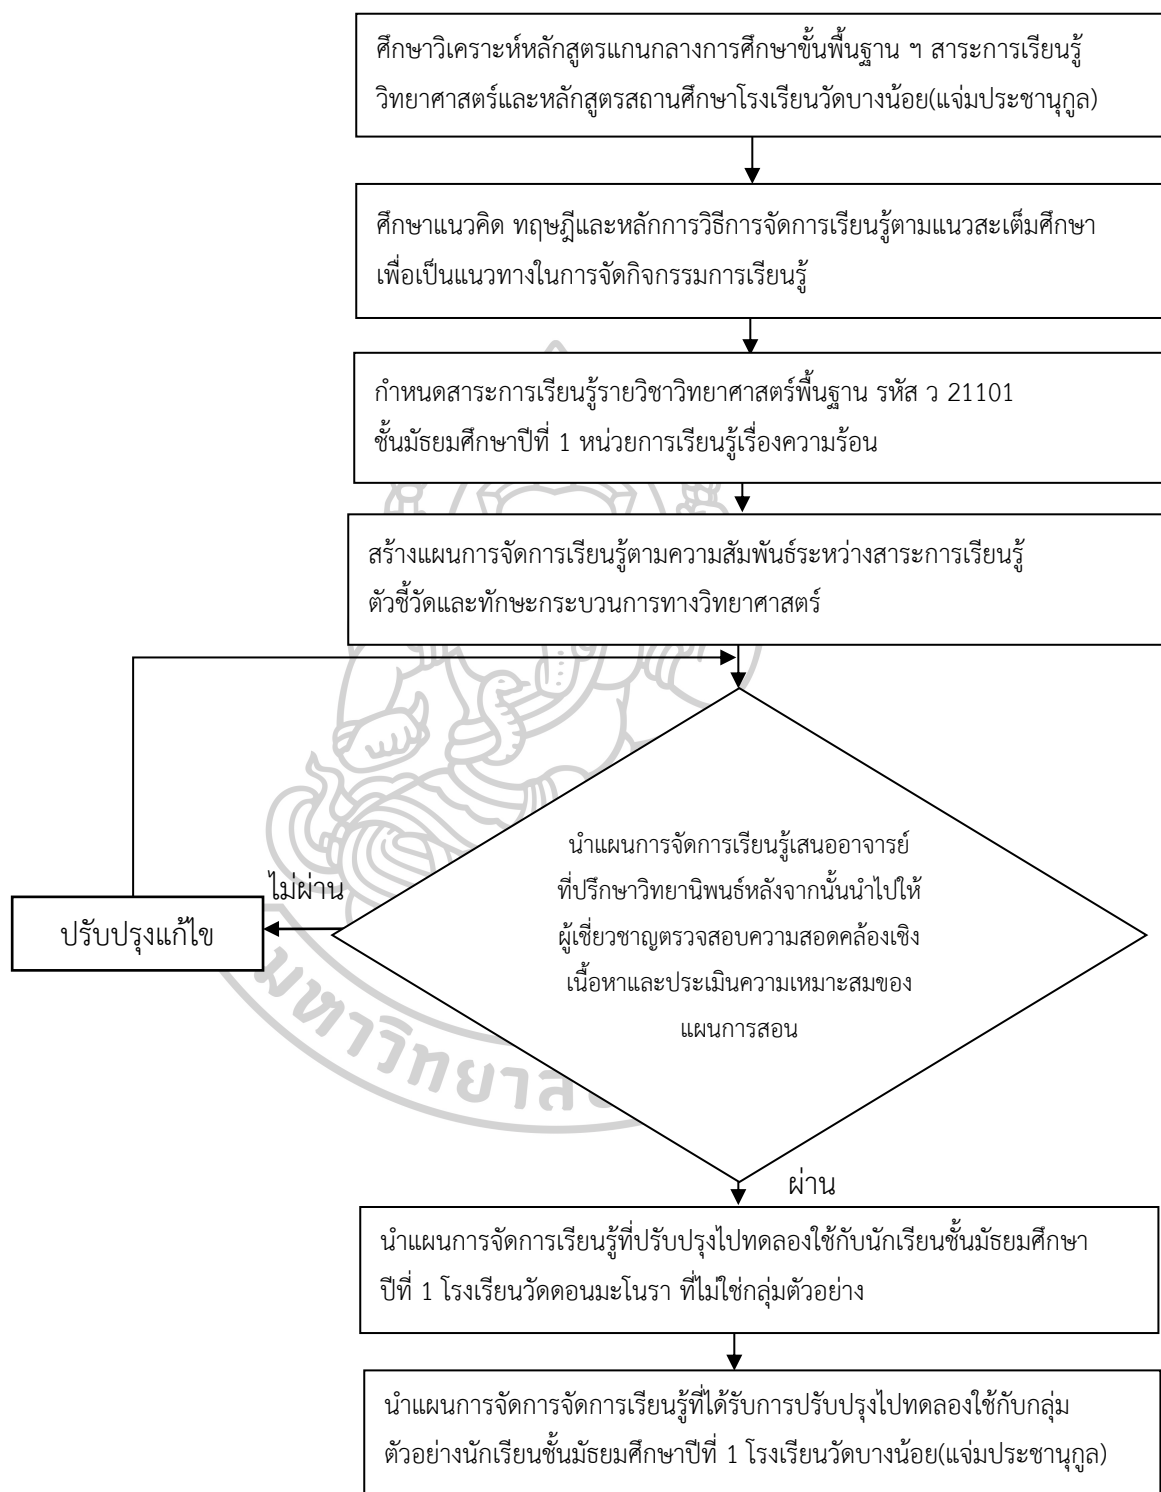 ศึกษาวิเคราะห์หลักสูตรแกนกลางการศึกษาขั้นพื้นฐาน ฯ สาระการเรียนรู้
วิทยาศาสตร์และหลักสูตรสถานศึกษาโรงเรียนวัดบางน้อย(แจ่มประชานุกูล)
ศึกษาแนวคิด ทฤษฎีและหลักการวิธีการจัดการเรียนรู้ตามแนวสะเต็มศึกษา
เพื่อเป็นแนวทางในการจัดกิจกรรมการเรียนรู้
กำหนดสาระการเรียนรู้รายวิชาวิทยาศาสตร์พื้นฐาน รหัส ว 21101
ชั้นมัธยมศึกษาปีที่ 1 หน่วยการเรียนรู้เรื่องความร้อน
สร้างแผนการจัดการเรียนรู้ตามความสัมพันธ์ระหว่างสาระการเรียนรู้
ตัวชี้วัดและทักษะกระบวนการทางวิทยาศาสตร์
นำแผนการจัดการเรียนรู้เสนออาจารย์
ที่ปรึกษาวิทยานิพนธ์หลังจากนั้นนำไปให้
ผู้เชี่ยวชาญตรวจสอบความสอดคล้องเชิง
เนื้อหาและประเมินความเหมาะสมของ
แผนการสอน
ไม่ผ่าน
ปรับปรุงแก้ไข
มหาวิทยาล
ผ่าน
นำแผนการจัดการเรียนรู้ที่ปรับปรุงไปทดลองใช้กับนักเรียนชั้นมัธยมศึกษา
ปีที่ 1 โรงเรียนวัดดอนมะโนรา ที่ไม่ใช่กลุ่มตัวอย่าง
นำแผนการจัดการจัดการเรียนรู้ที่ได้รับการปรับปรุงไปทดลองใช้กับกลุ่ม
ตัวอย่างนักเรียนชั้นมัธยมศึกษาปีที่ 1 โรงเรียนวัดบางน้อย(แจ่มประชานุกูล)